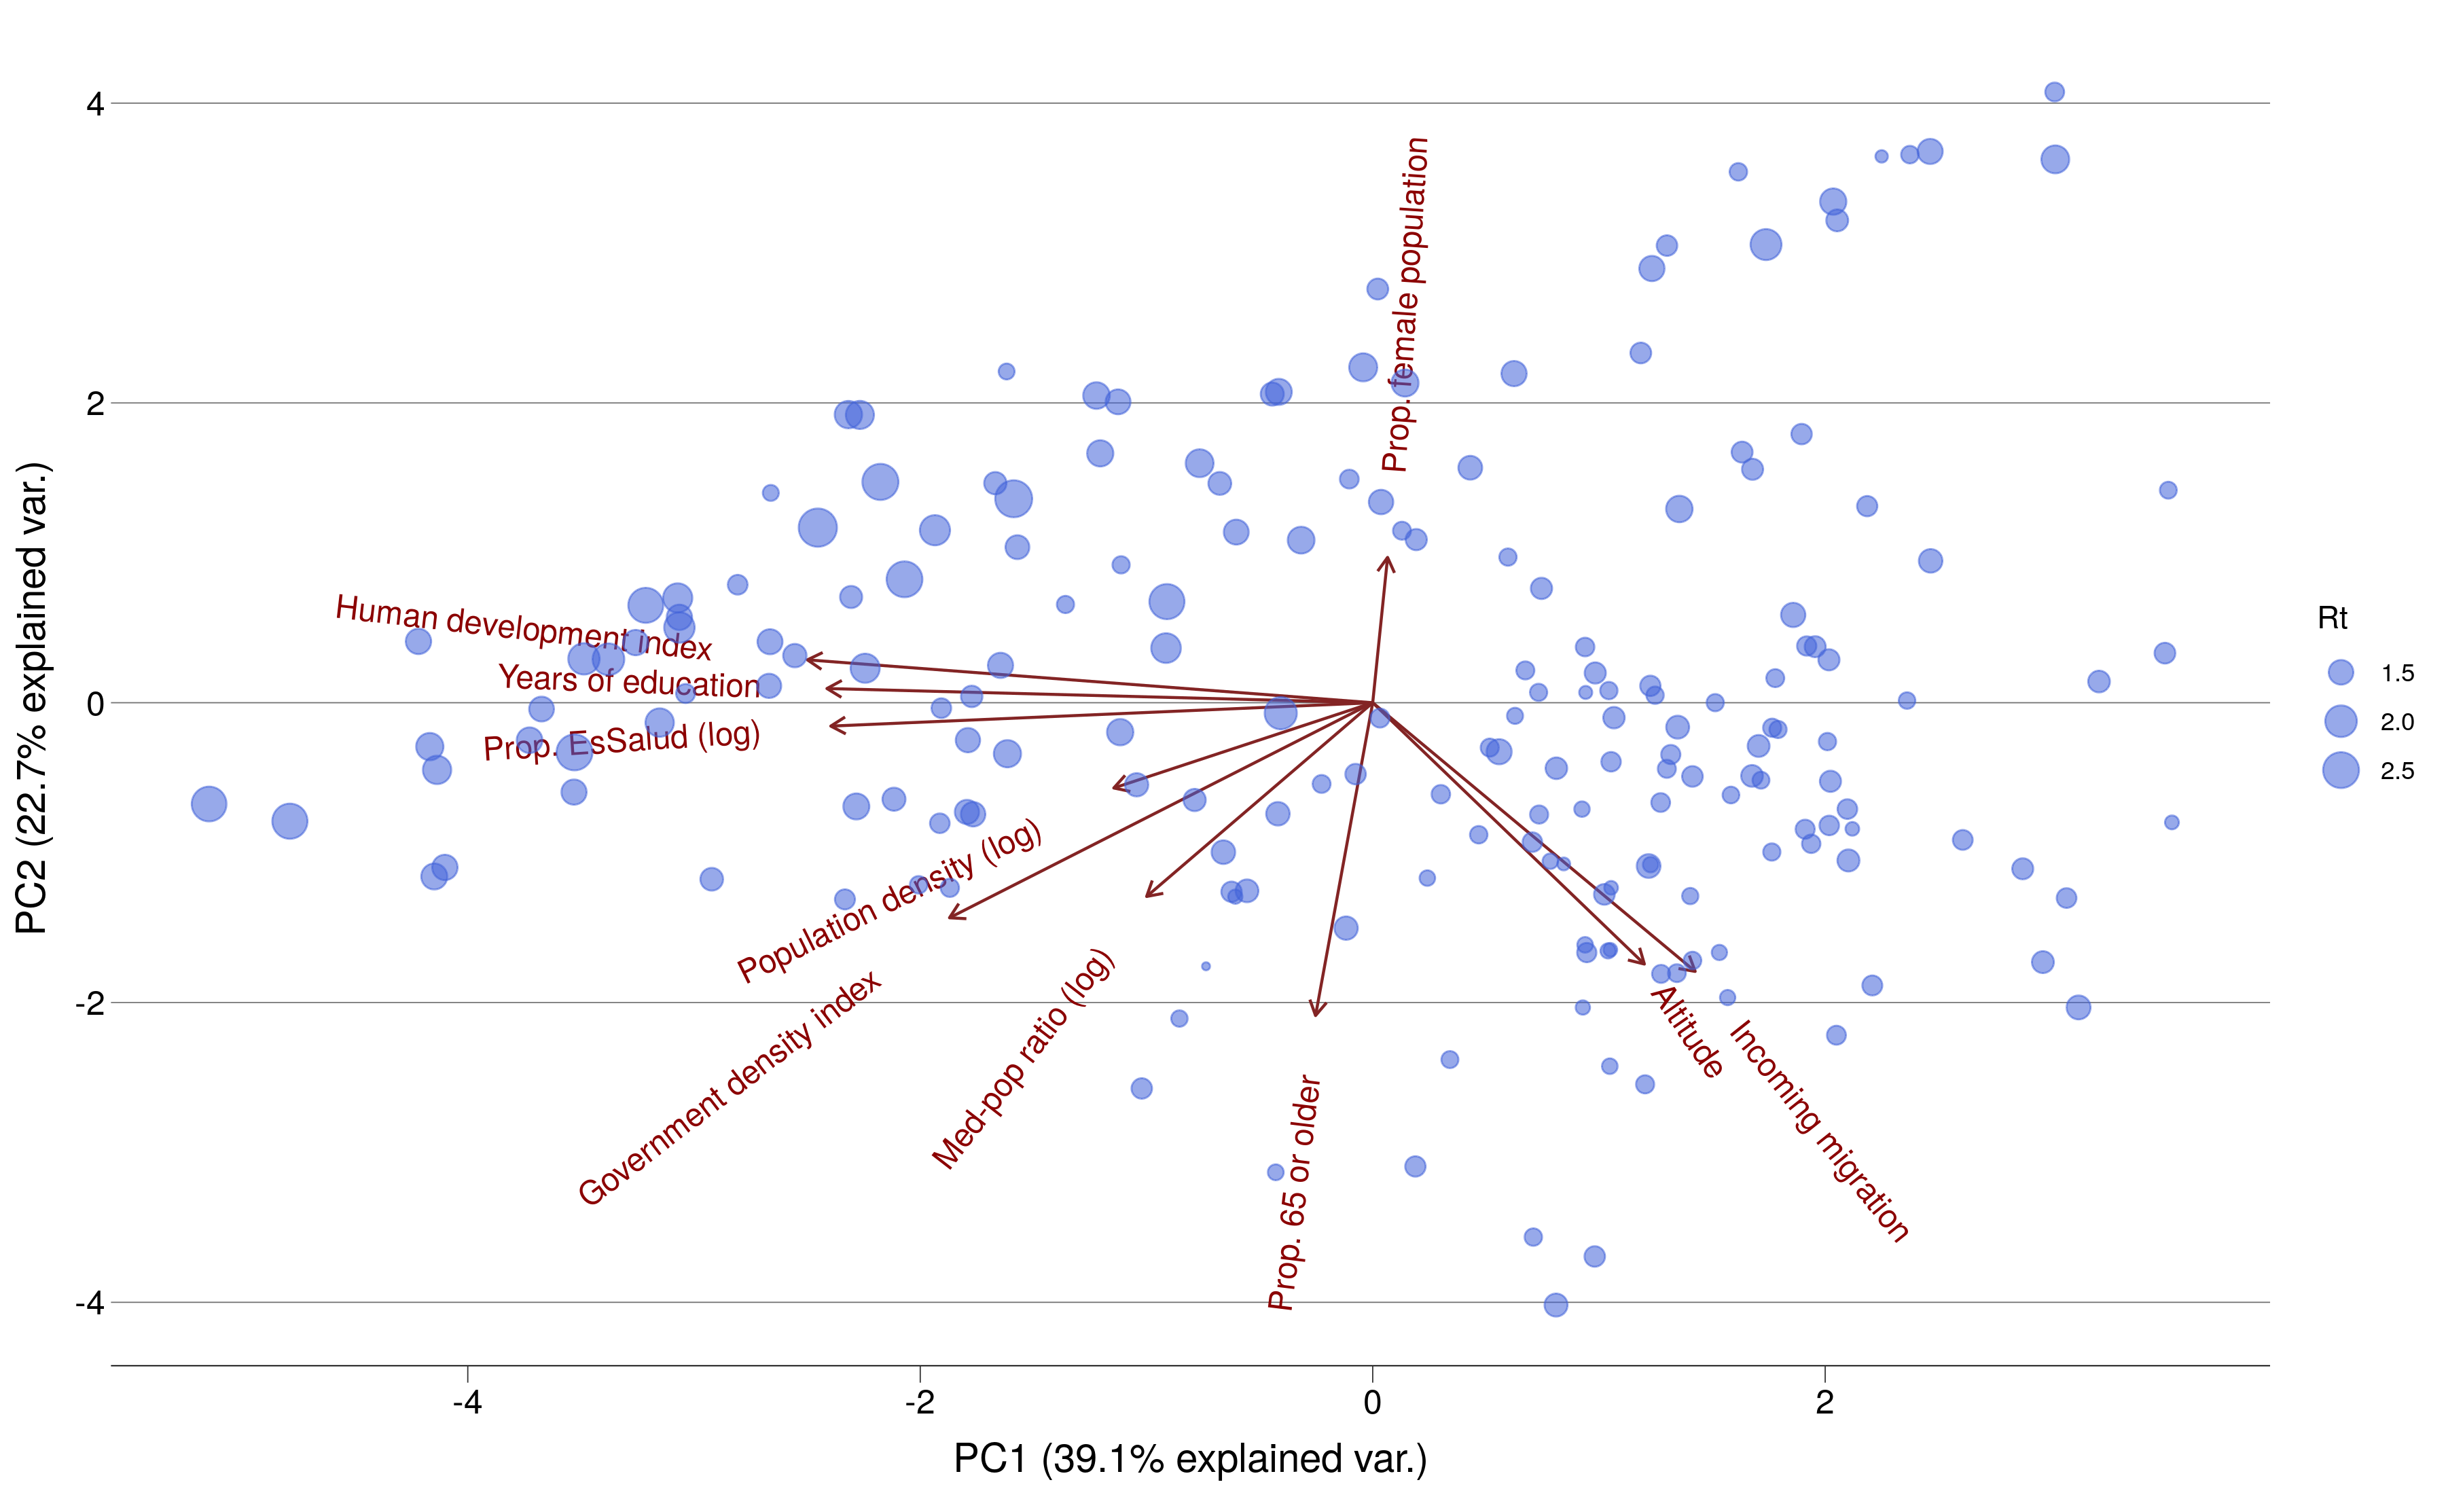 4
2
0
-2
-4
PC2 (22.7% explained var.)
Prop. female population
Human development index
Years of education
Prop. EsSalud (log)
Population density (log)
Government density index
Med-pop ratio (log)
Prop. 65 or older
Altitude
Incoming migration
Rt
1.5
2.0
2.5
-4
-2
0
2
PC1 (39.1% explained var.)